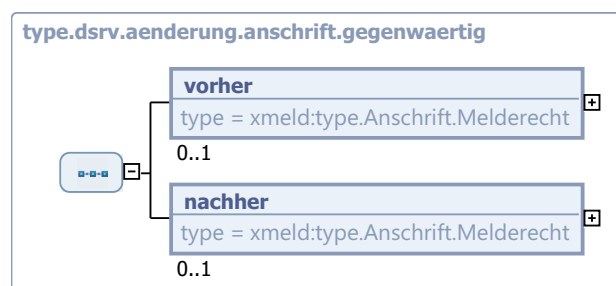 type.dsrv.aenderung.anschrift.gegenwaertig
vorher
type = xmeld:type.Anschrift.Melderecht
0..1
nachher
type = xmeld:type.Anschrift.Melderecht
0..1